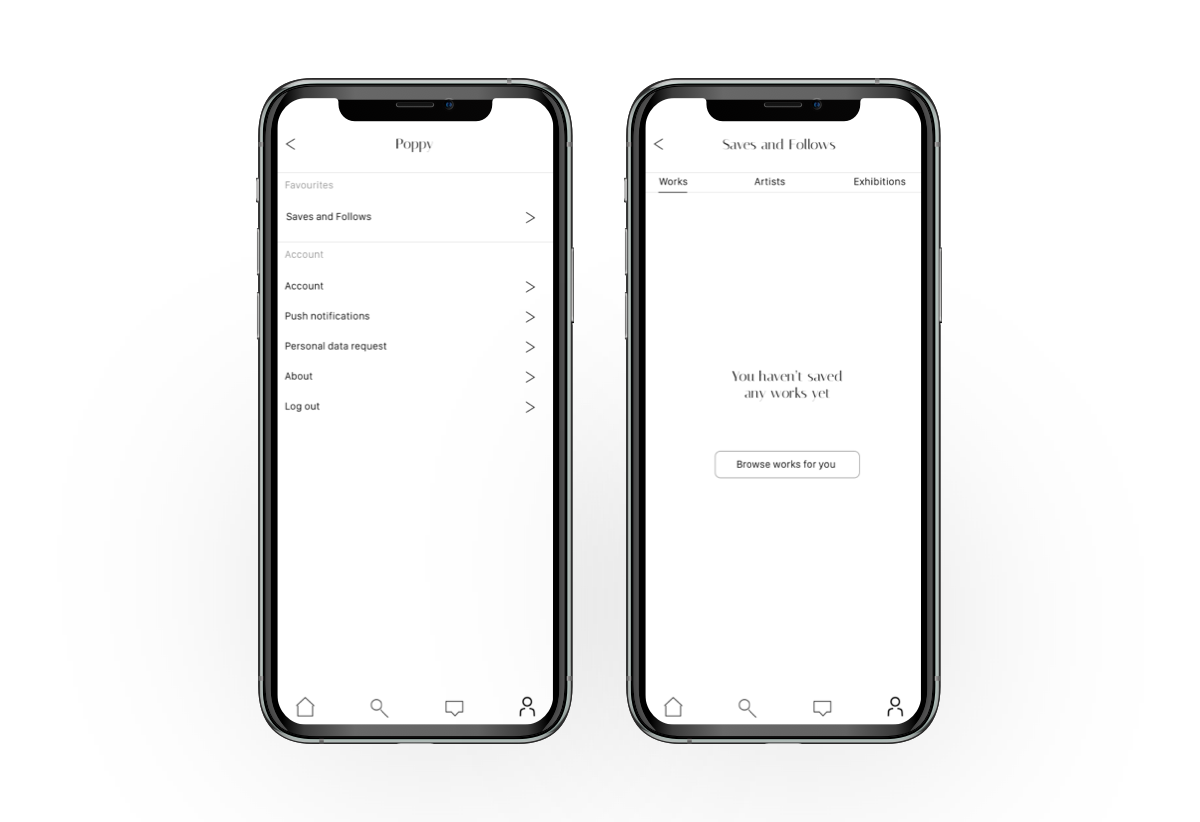 Poppy
Favourites
Saves and Follows
Account
Account
Push notifications
Personal data request
About
Log out
Saves and Follows
Works Artists Exhibitions
You haven't saved
any works yet
Browse works for you